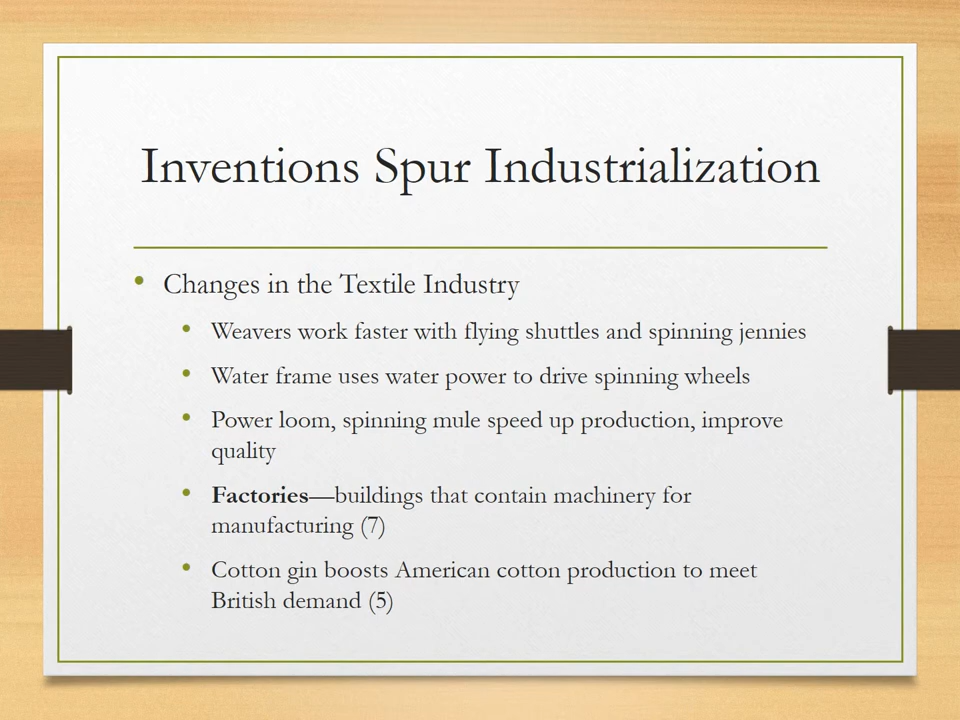 Inventions Spur Industrialization
• Changes in the Textile Industry
• Weavers work faster with flying shuttles and spinning jennies
• Water frame uses water power to drive spinning wheels
• Power loom, spinning mule speed up production, improve
quality
• Factories—buildings that contain machinery for
manufacturing (7)
• Cotton gin boosts American cotton production to meet
British demand (5)